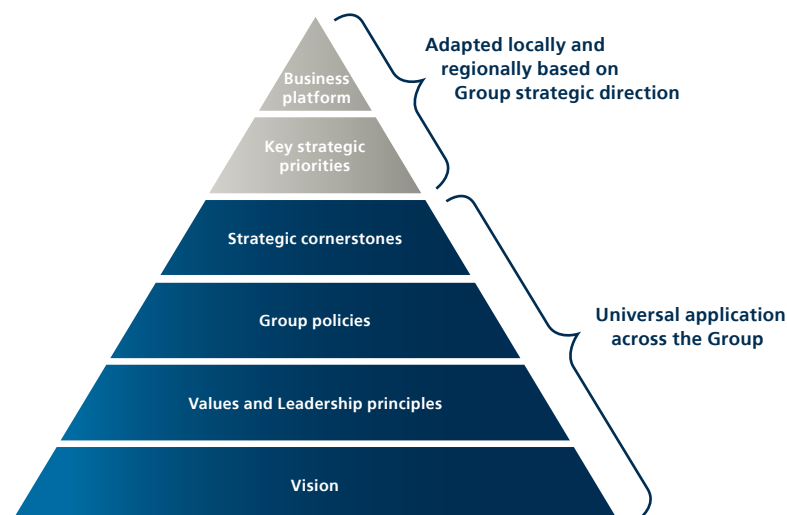 Business
platform
Adapted locally and
regionally based on
Group strategic direction
Key strategic
priorities
Strategic cornerstones
Group policies
Universal application
across the Group
Values and Leadership principles
Vision